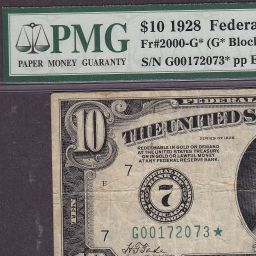 PMG
PAPER MONEY GUARANTY
$10 1928 Federa
Fr#2000-G* (G* Block
S/N G00172073* pp E
FEDERAL
THE UNITED S
10
SERIES OF 1928
REDEEMABLE IN GOLD ON DEMAND
AT THE UNITED STATES TREASURY,
OR IN GOLD OR LAWFUL MONEY
AT ANY FEDERAL RESERVE BANK.
E
7
7
TEN
7
G00172073★